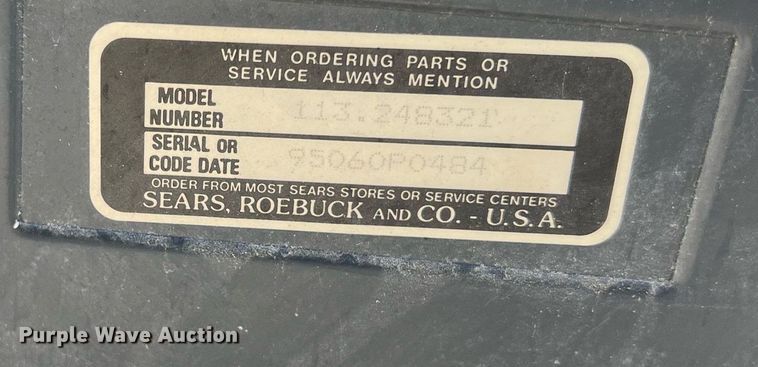 WHEN ORDERING PARTS OR
SERVICE ALWAYS MENTION
MODEL
NUMBER 113.248321
SERIAL OR
CODE DATE 95060P0484
ORDER FROM MOST SEARS STORES OR SERVICE CENTERS
SEARS, ROEBUCK AND CO. - U.S.A.
Purple Wave Auction